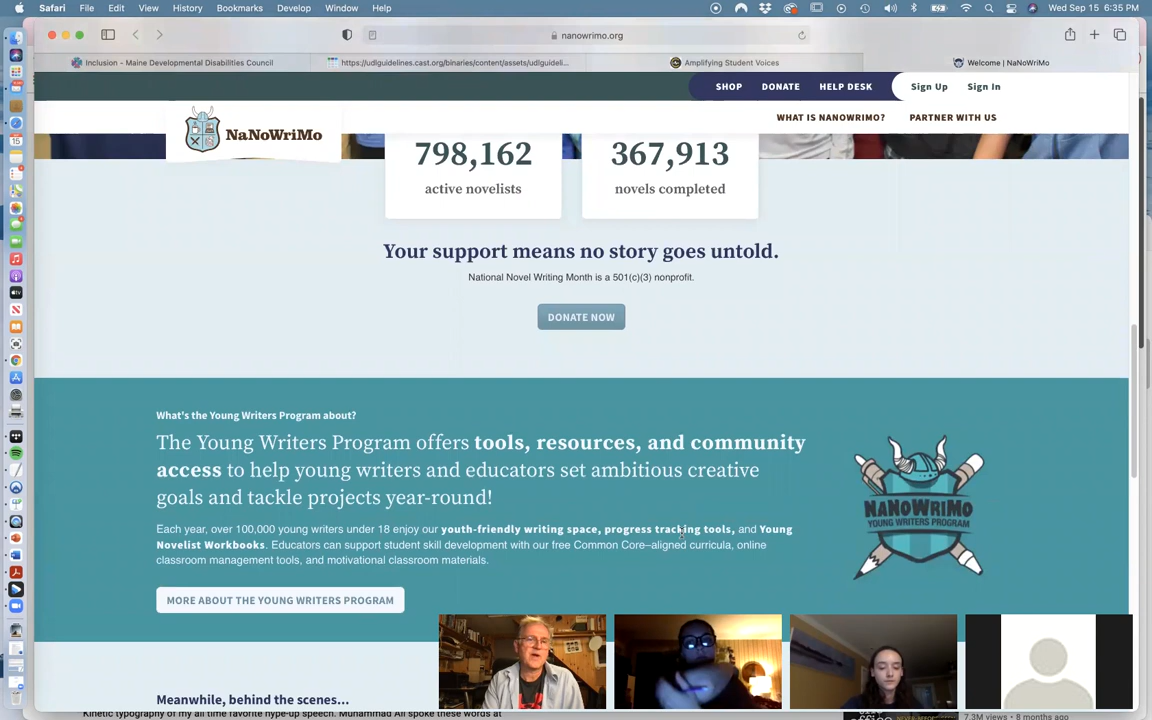 Safari File Edit View History Bookmarks Develop Window Help Wed Sep 15 6:35 PM
nanowrimo.org
Inclusion - Maine Developmental Disabilities Council https://udlguidelines.cast.org/binaries/content/assets/udlguideli... Amplifying Student Voices Welcome | NaNoWriMo
SHOP DONATE HELP DESK Sign Up Sign In
NaNoWriMo WHAT IS NANOWRIMO? PARTNER WITH US
798,162 367,913
active novelists novels completed
Your support means no story goes untold.
National Novel Writing Month is a 501(c)(3) nonprofit.
DONATE NOW
What's the Young Writers Program about?
The Young Writers Program offers tools, resources, and community
access to help young writers and educators set ambitious creative
goals and tackle projects year-round!
Each year, over 100,000 young writers under 18 enjoy our youth-friendly writing space, progress tracking tools, and Young
Novelist Workbooks. Educators can support student skill development with our free Common Core–aligned curricula, online
classroom management tools, and motivational classroom materials.
NANOWRIMO
YOUNG WRITERS PROGRAM
MORE ABOUT THE YOUNG WRITERS PROGRAM
Meanwhile, behind the scenes...
Kinetic typography of my all time favorite hype-up speech. Muhammad Ali spoke these words at
office 7.3M views • 8 months ago